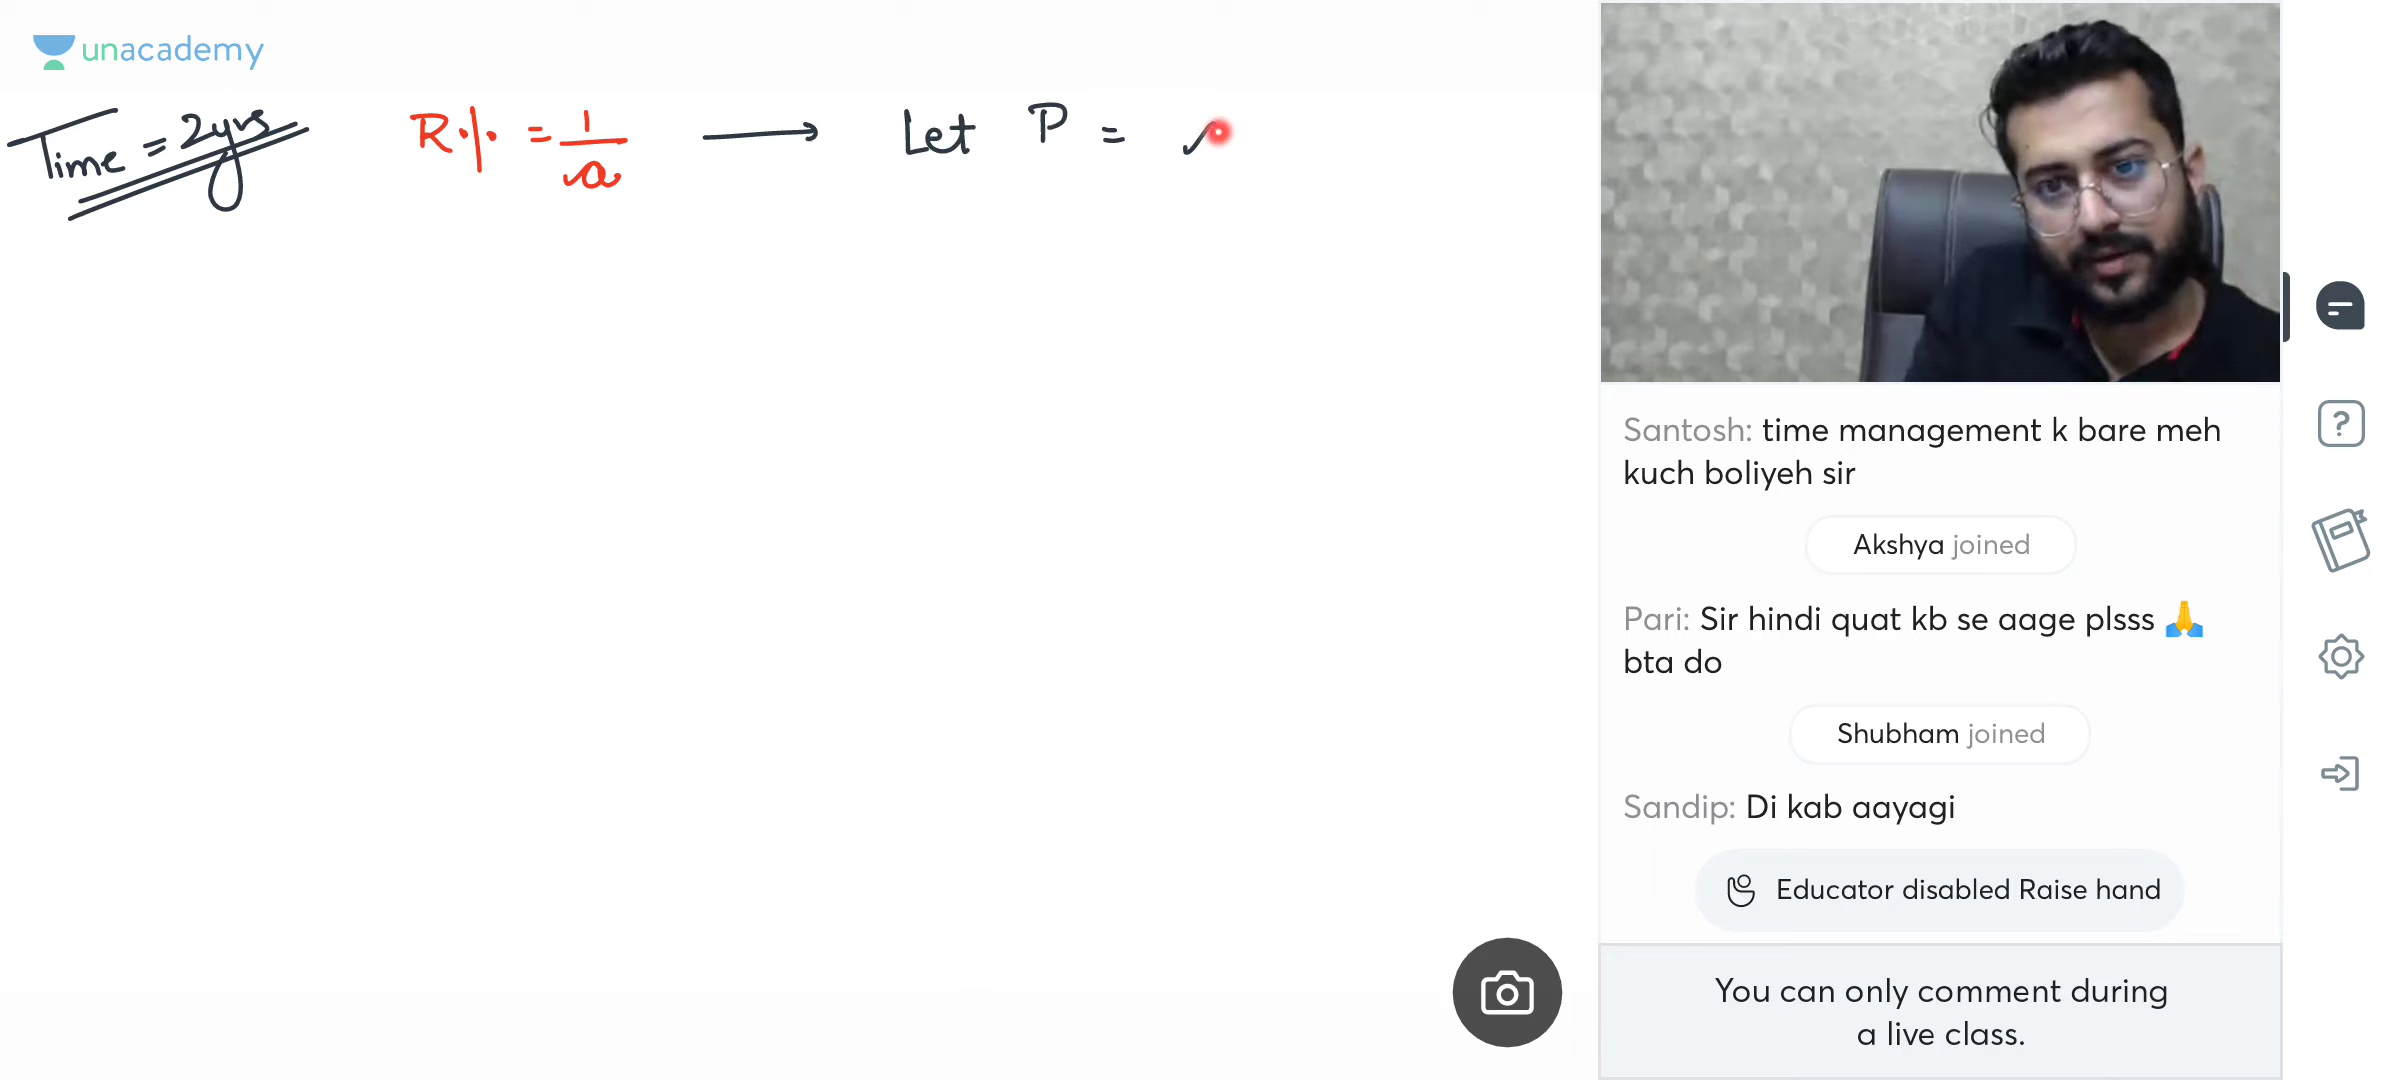 unacademy
Time = 2yrs R% = 1/a → Let P =
Santosh: time management k bare meh
kuch boliyeh sir
Akshya joined
Pari: Sir hindi quat kb se aage plsss 🙏
bta do
Shubham joined
Sandip: Di kab aayagi
Educator disabled Raise hand
You can only comment during
a live class.